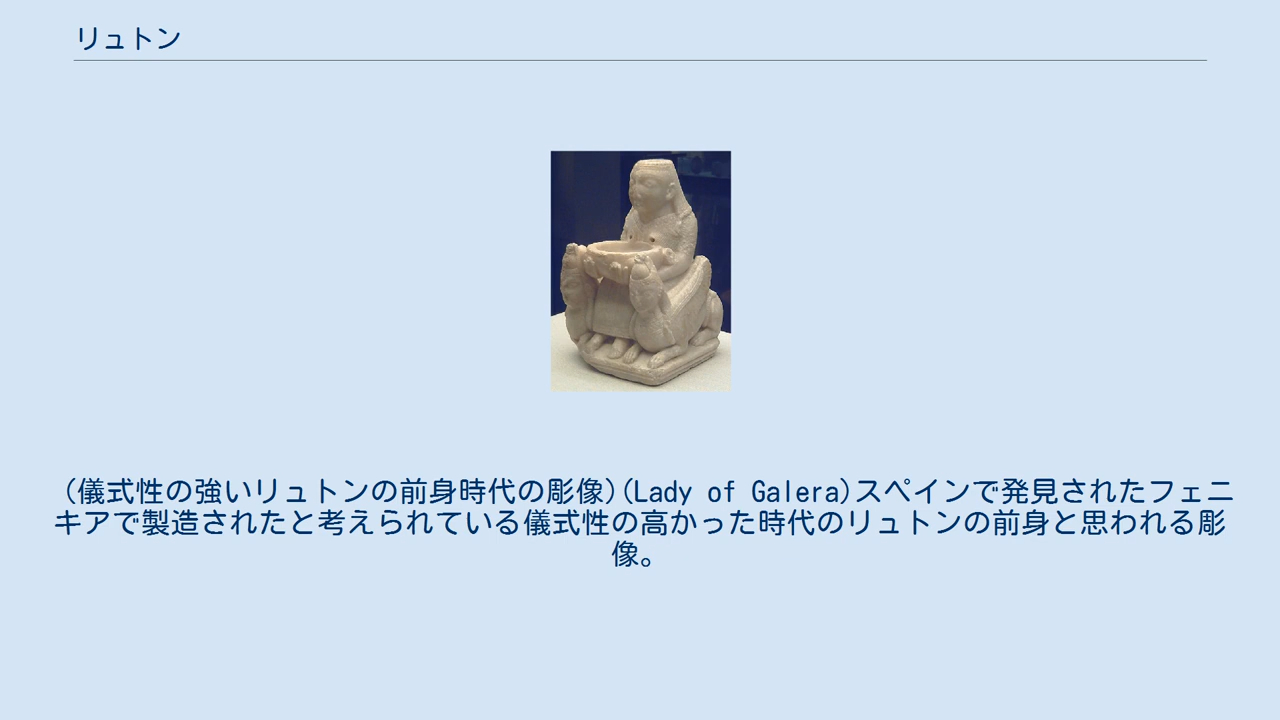 リュトン
(儀式性の強いリュトンの前身時代の彫像)(Lady of Galera)スペインで発見されたフェニ
キアで製造されたと考えられている儀式性の高かった時代のリュトンの前身と思われる彫
像。